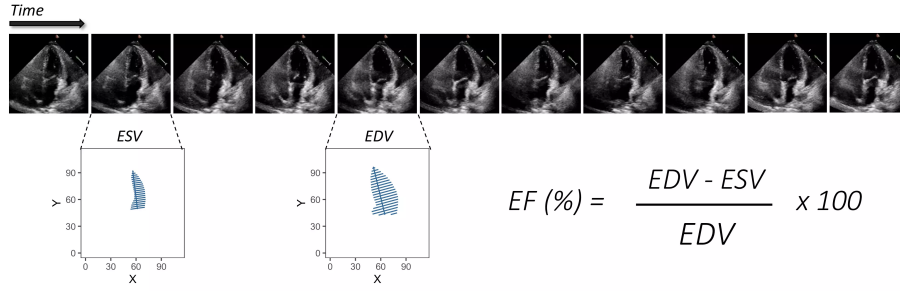 Time
ESV
EDV
90
60
30
0
Y
0 30 60 90
X
90
60
30
0
Y
0 30 60 90
X
EF (%) = EDV - ESV / EDV x 100